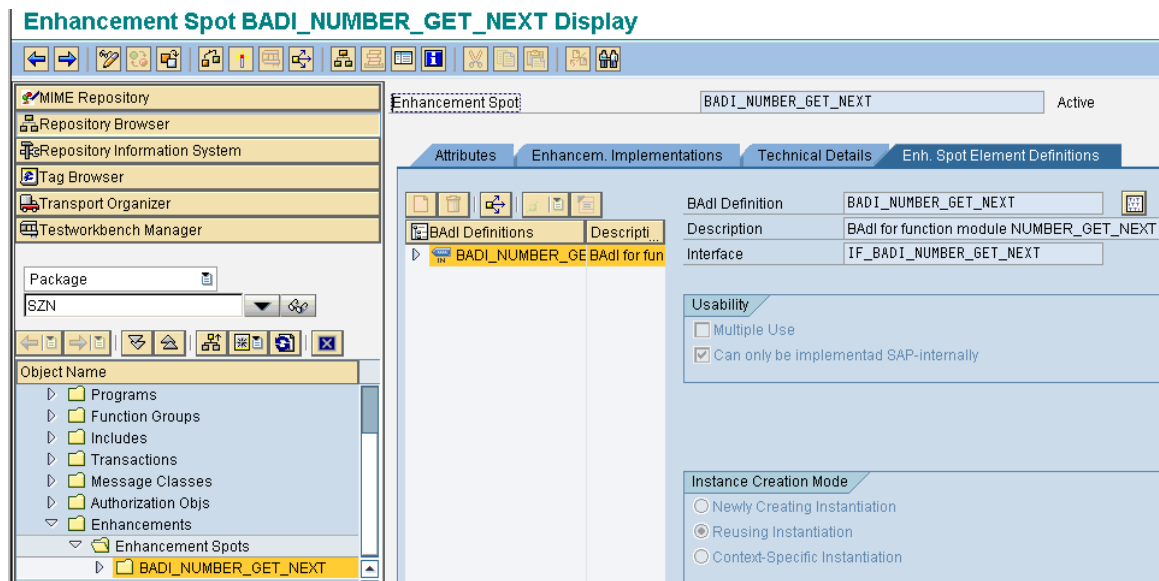 Enhancement Spot BADI_NUMBER_GET_NEXT Display
MIME Repository
Repository Browser
Repository Information System
Tag Browser
Transport Organizer
Testworkbench Manager
Package
SZN
Object Name
Programs
Function Groups
Includes
Transactions
Message Classes
Authorization Objs
Enhancements
Enhancement Spots
BADI_NUMBER_GET_NEXT
Enhancement Spot BADI_NUMBER_GET_NEXT Active
Attributes Enhancem. Implementations Technical Details Enh. Spot Element Definitions
BAdI Definitions Descripti...
BADI_NUMBER_GE BAdI for fun
BAdI Definition BADI_NUMBER_GET_NEXT
Description BAdI for function module NUMBER_GET_NEXT
Interface IF_BADI_NUMBER_GET_NEXT
Usability
Multiple Use
Can only be implementad SAP-internally
Instance Creation Mode
Newly Creating Instantiation
Reusing Instantiation
Context-Specific Instantiation